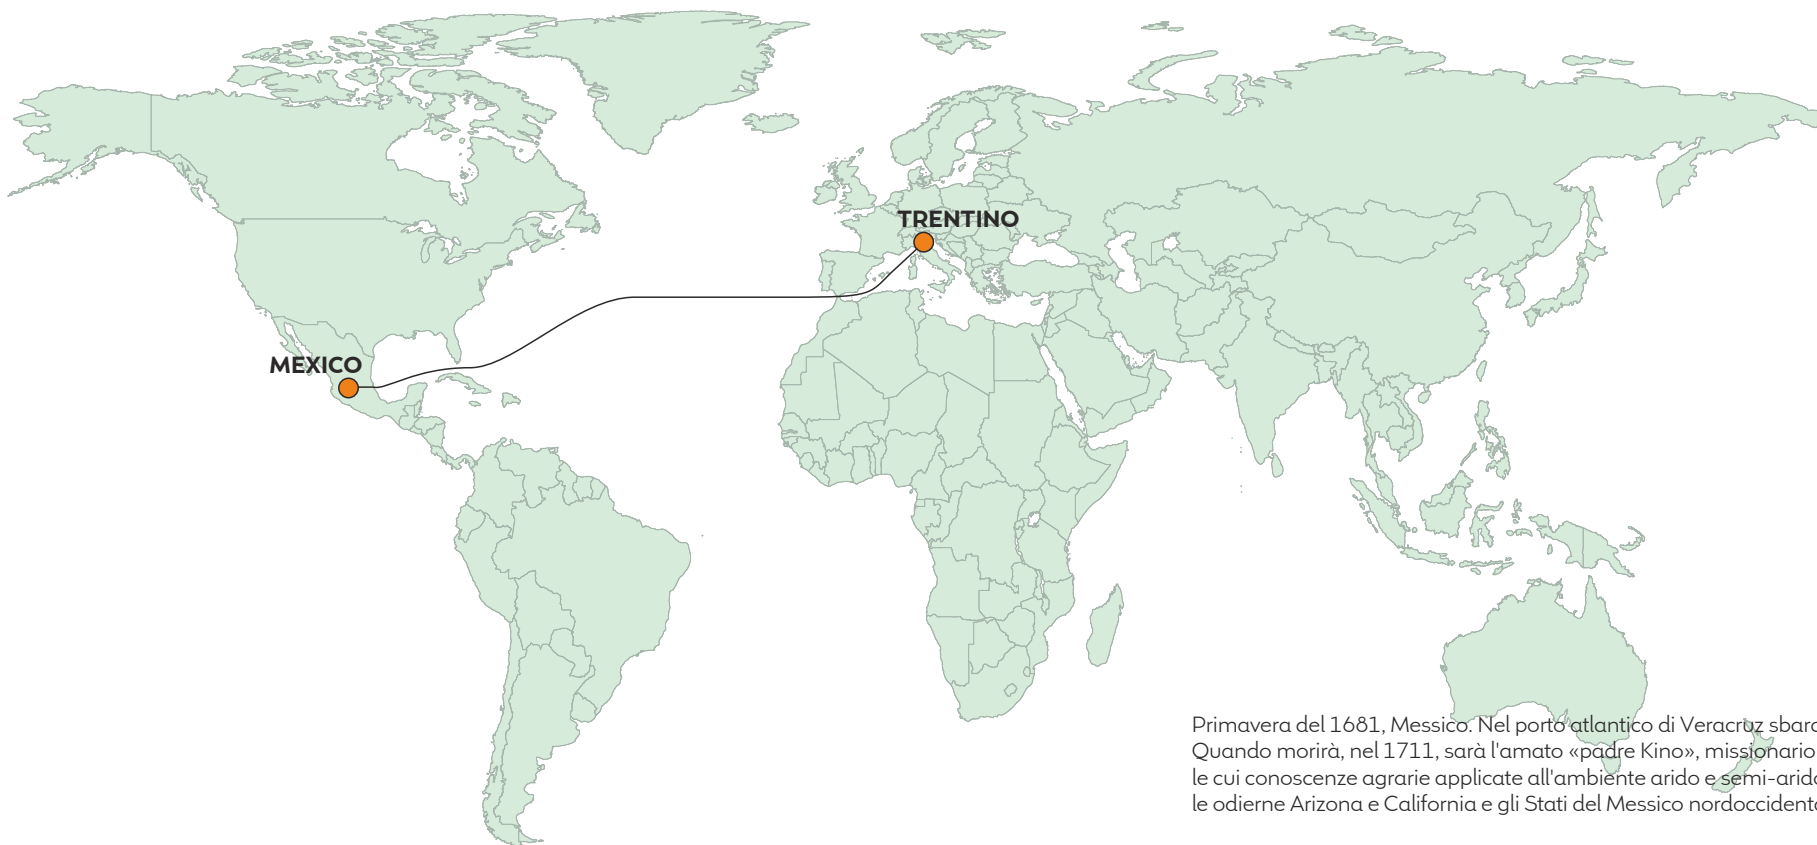 TRENTINO
MEXICO
Primavera del 1681, Messico. Nel porto atlantico di Veracruz
Quando morirà, nel 1711, sarà l'amato «padre Kino», missionario
le cui conoscenze agrarie applicate all'ambiente arido e
le odierne Arizona e California e gli Stati del Messico